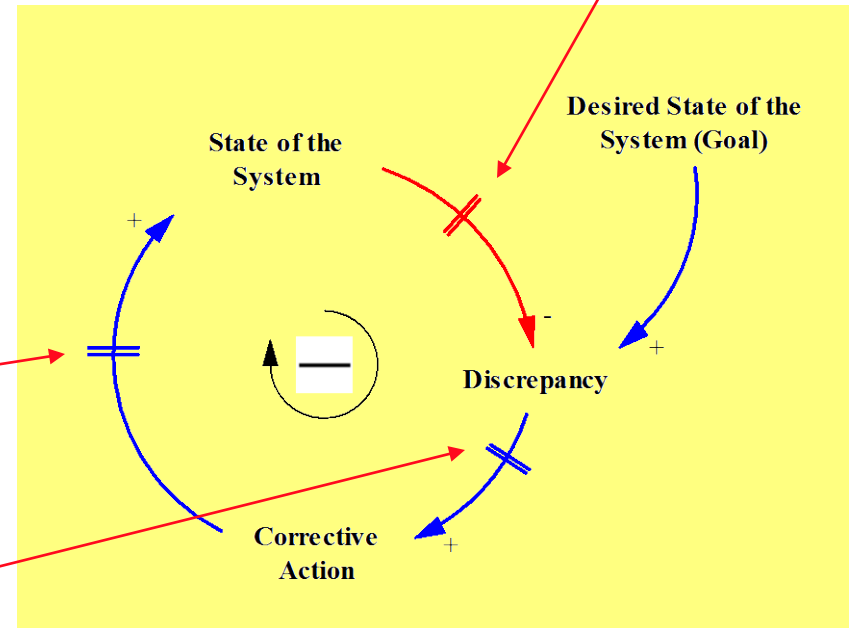 Desired State of the
System (Goal)
State of the
System
+
-
+
Discrepancy
+
Corrective
Action